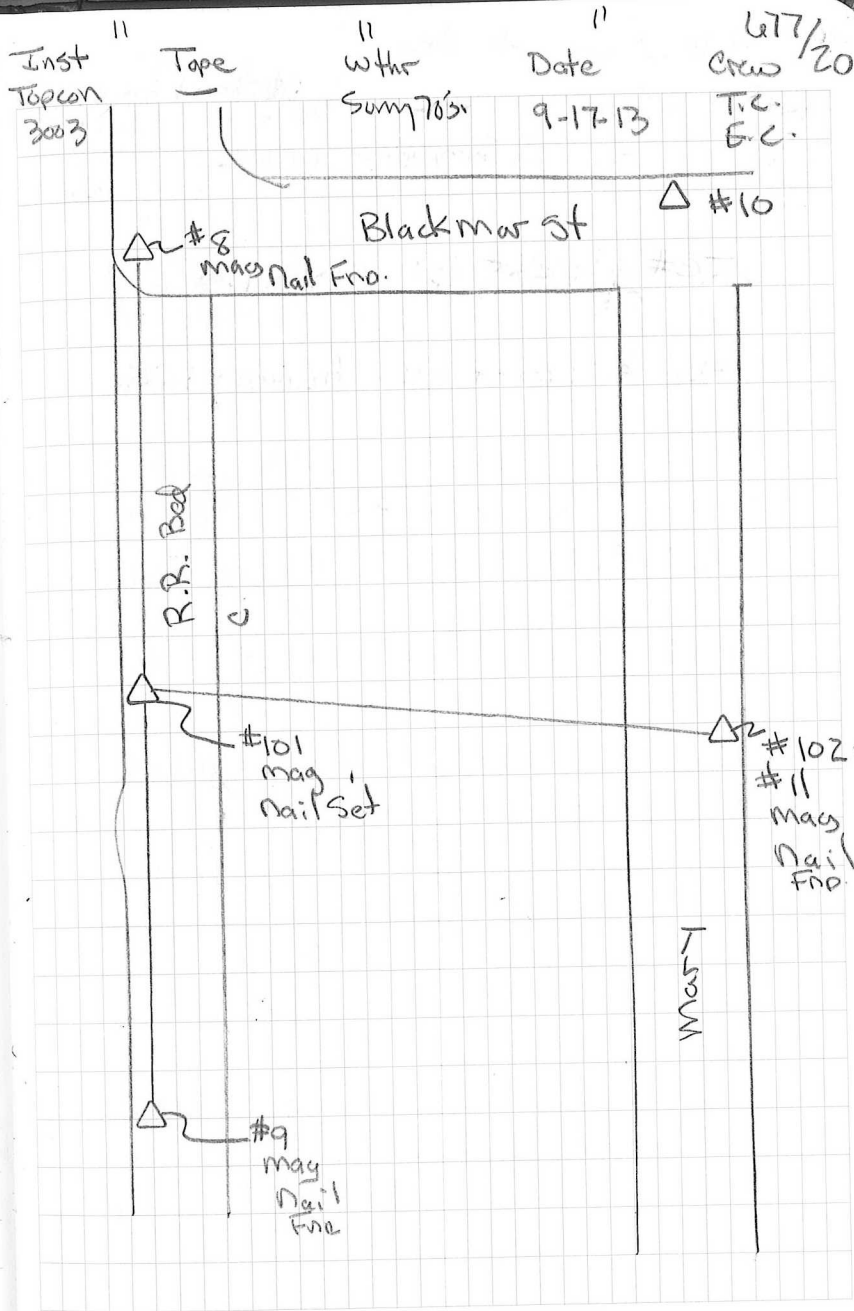 " " " 677/20
Inst Tape Wthr Date Crew
Topcon — Sunny 70's. 9-17-13 T.C.
3003 E.C.
#10
Blackmar St
#8
mag Nail Fnd.
R.R. Bed
#101
mag
Nail Set
#102
#11
mag
Nail
Fnd.
Mar T
#9
mag
Nail
Fnd